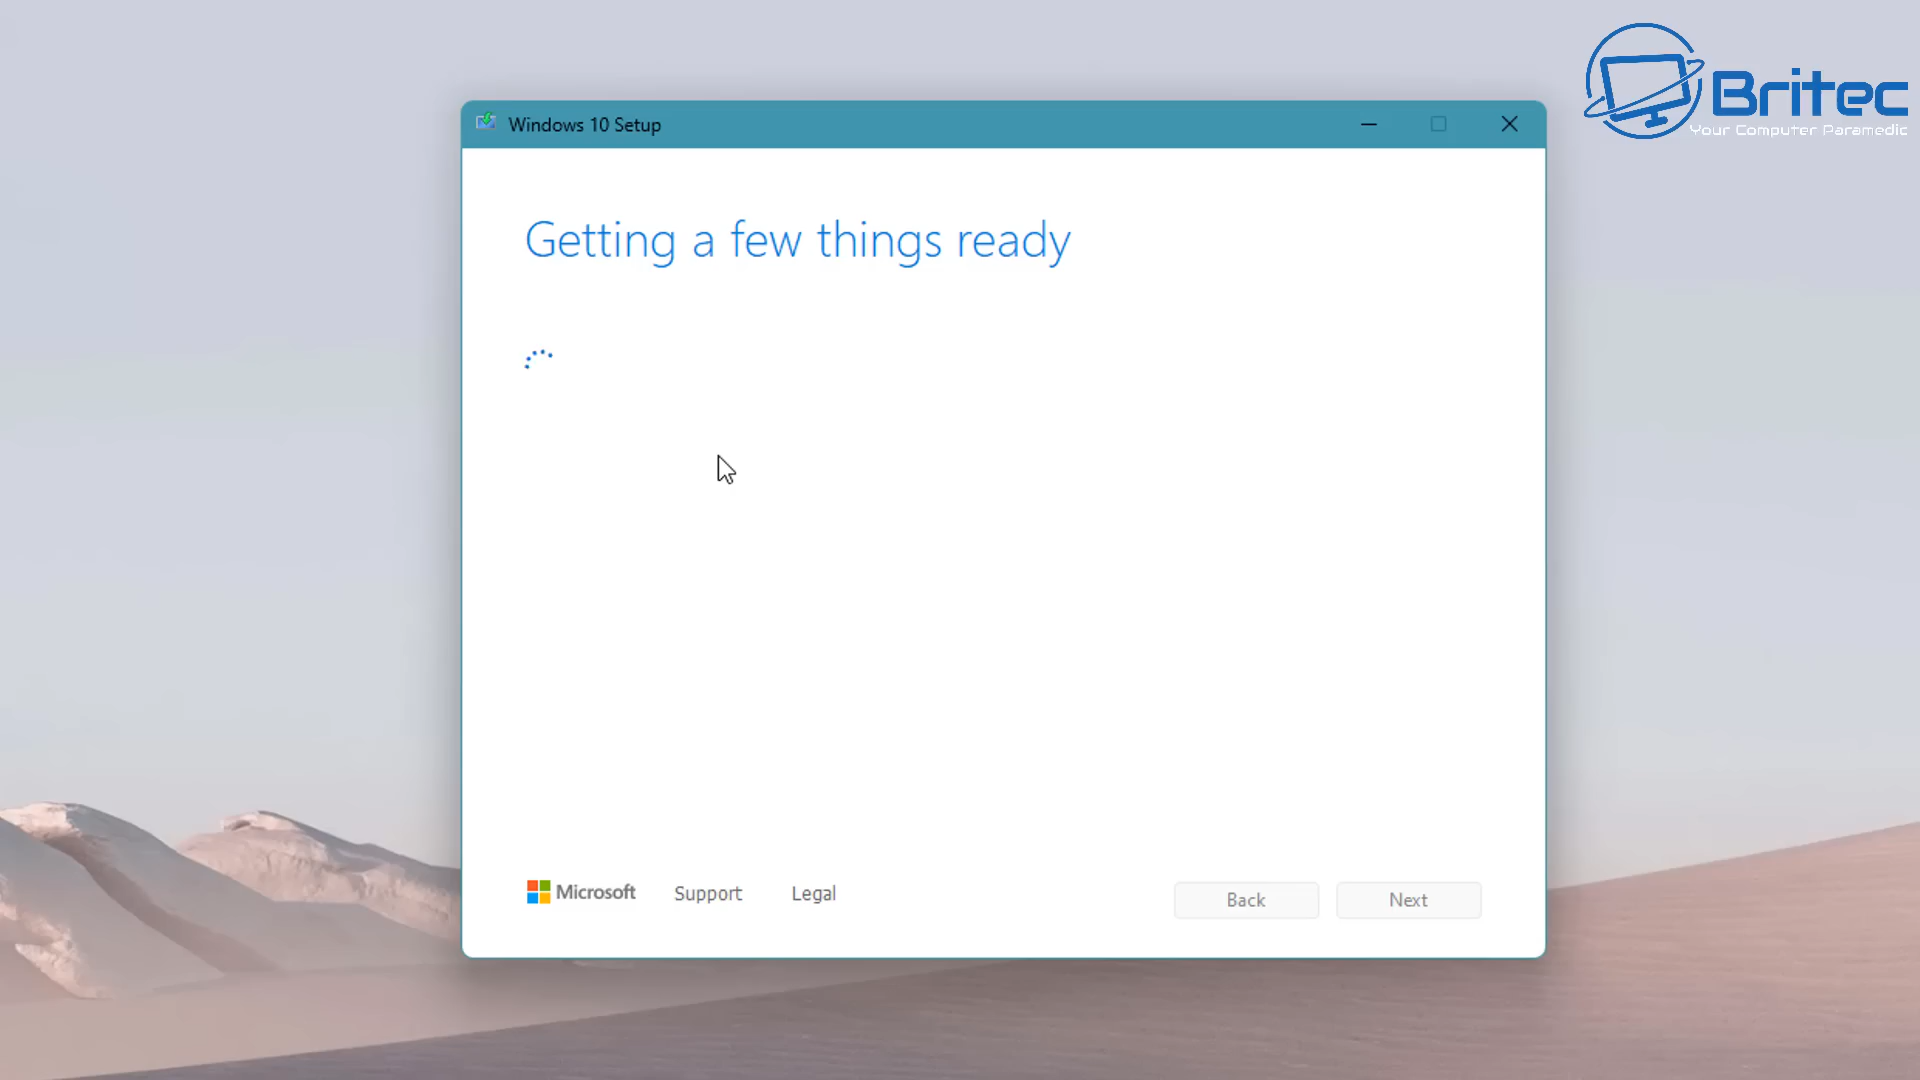 Britec
Your Computer Paramedic
Windows 10 Setup
Getting a few things ready
Microsoft
Support
Legal
Back
Next